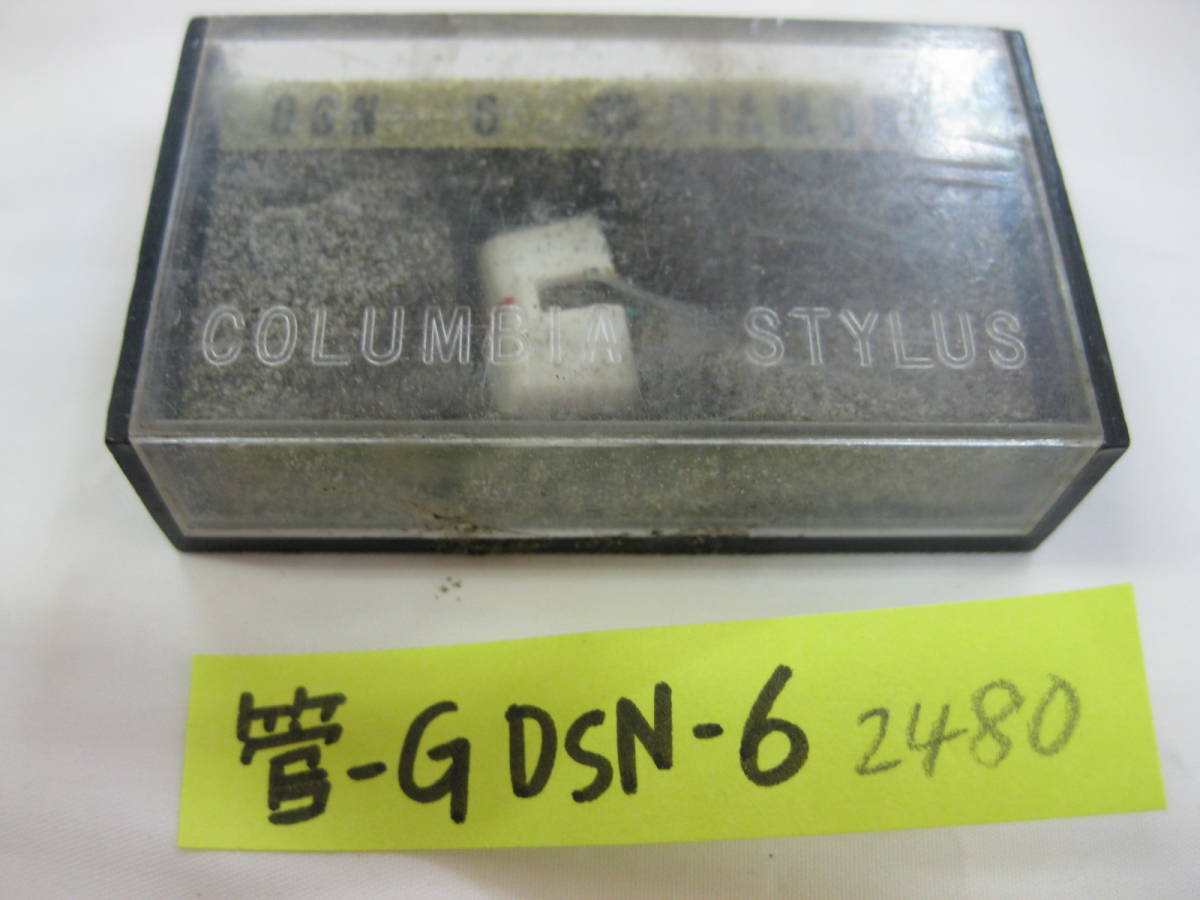 DSN-6 DIAMOND
COLUMBIA STYLUS
管-G DSN-6 2480